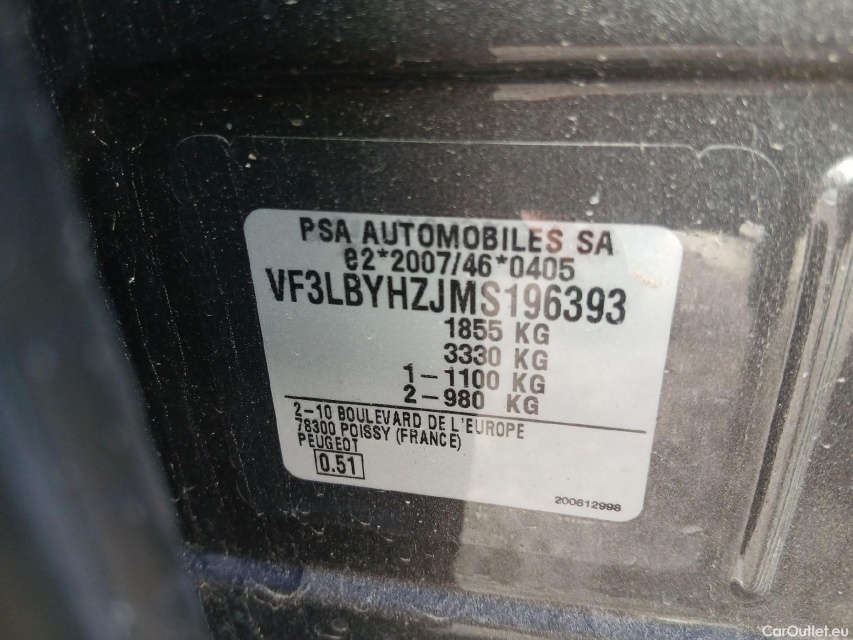 PSA AUTOMOBILES SA
e2*2007/46*0405
VF3LBYHZJMS196393
1855 KG
3330 KG
1-1100 KG
2-980 KG
2-10 BOULEVARD DE L'EUROPE
78300 POISSY (FRANCE)
PEUGEOT
0.51
200612998
CarOutlet.eu